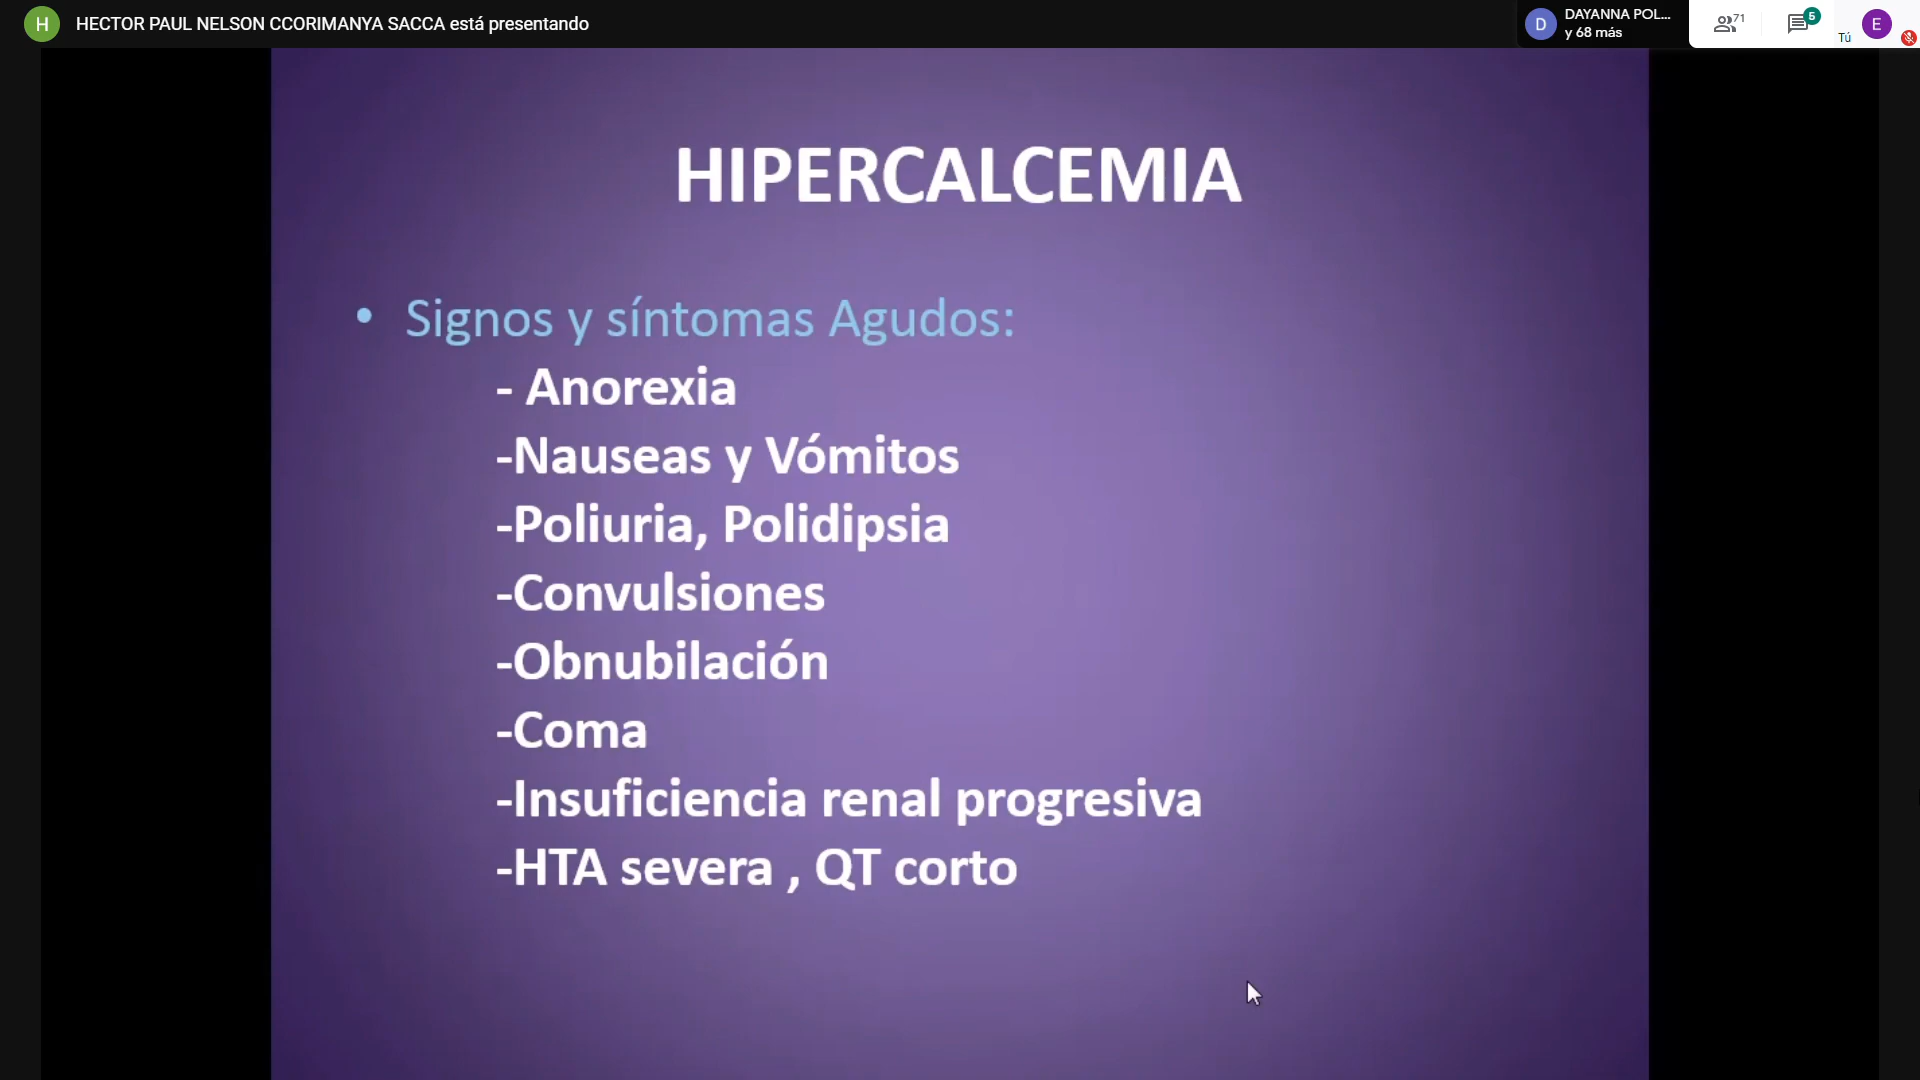 H HECTOR PAUL NELSON CCORIMANYA SACCA está presentando
D DAYANNA POL...
y 68 más
71
5
Tú
E
HIPERCALCEMIA
• Signos y síntomas Agudos:
- Anorexia
-Nauseas y Vómitos
-Poliuria, Polidipsia
-Convulsiones
-Obnubilación
-Coma
-Insuficiencia renal progresiva
-HTA severa , QT corto